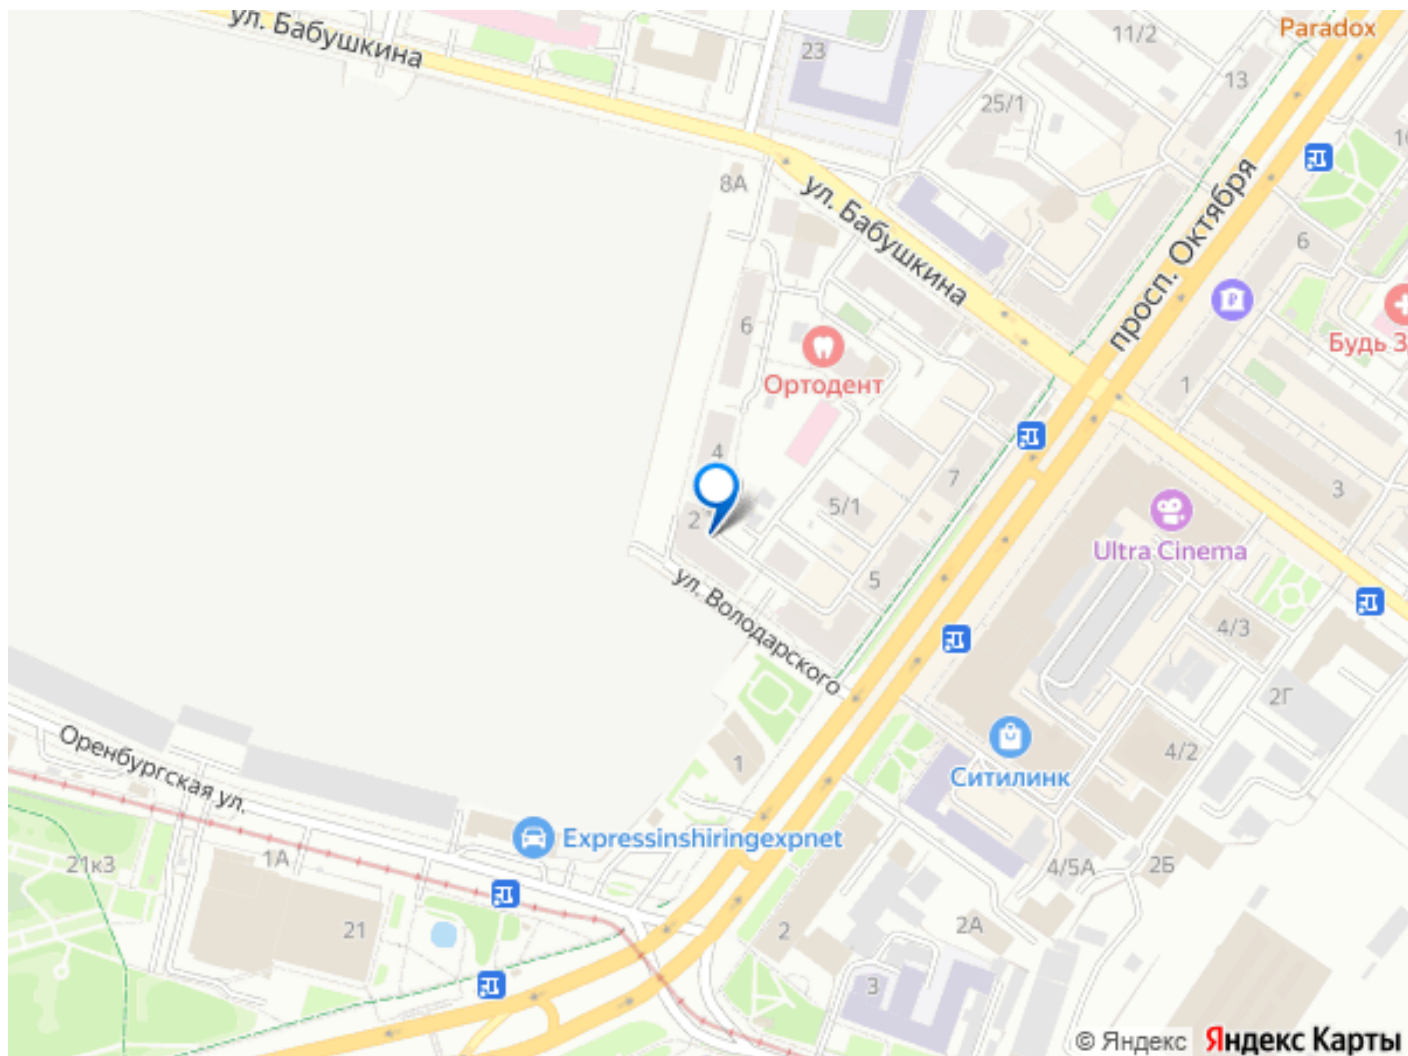 ул. Бабушкина
Paradox
11/2
23
13
25/1
8А
ул. Бабушкина
просп. Октября
6
6
Ортодент
Будь З
1
4
7
3
2
5/1
Ultra Cinema
ул. Володарского
5
4/3
2Г
1
Ситилинк
4/2
Оренбургская ул.
Expressinshiringexpnet
21к3
1А
4/5А
2Б
21
2
2А
3
© Яндекс
Яндекс Карты